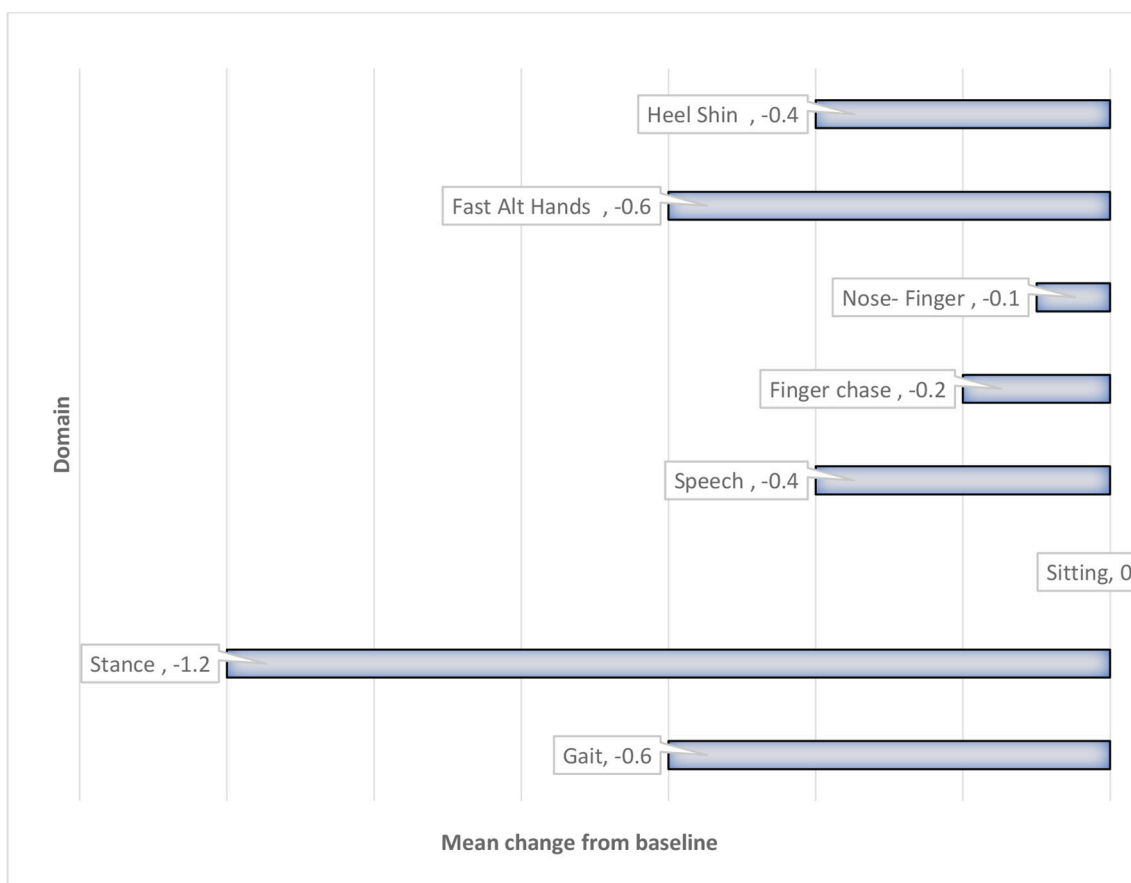 Heel Shin , -0.4
Fast Alt Hands , -0.6
Nose- Finger , -0.1
Finger chase , -0.2
Domain
Speech , -0.4
Sitting, 0
Stance , -1.2
Gait, -0.6
Mean change from baseline